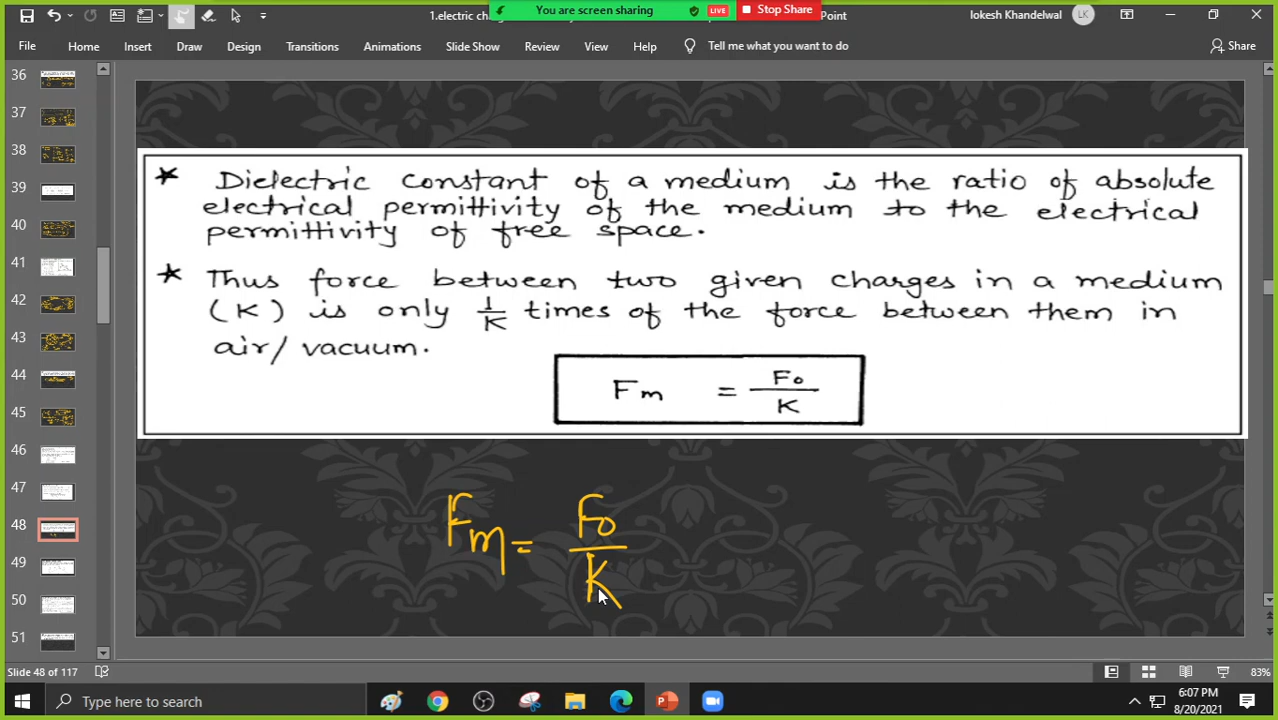 1.electric cha
You are screen sharing
LIVE
Stop Share
Point
lokesh Khandelwal
LK
File
Home
Insert
Draw
Design
Transitions
Animations
Slide Show
Review
View
Help
Tell me what you want to do
Share
36
37
38
39
40
41
42
43
44
45
46
47
48
49
50
51
* Dielectric constant of a medium is the ratio of absolute
electrical permittivity of the medium to the electrical
permittivity of free space.
* Thus force between two given charges in a medium
(K) is only 1/K times of the force between them in
air/ vacuum.
Fm = Fo/K
Fm = Fo/K
Slide 48 of 117
83%
Type here to search
6:07 PM
8/20/2021